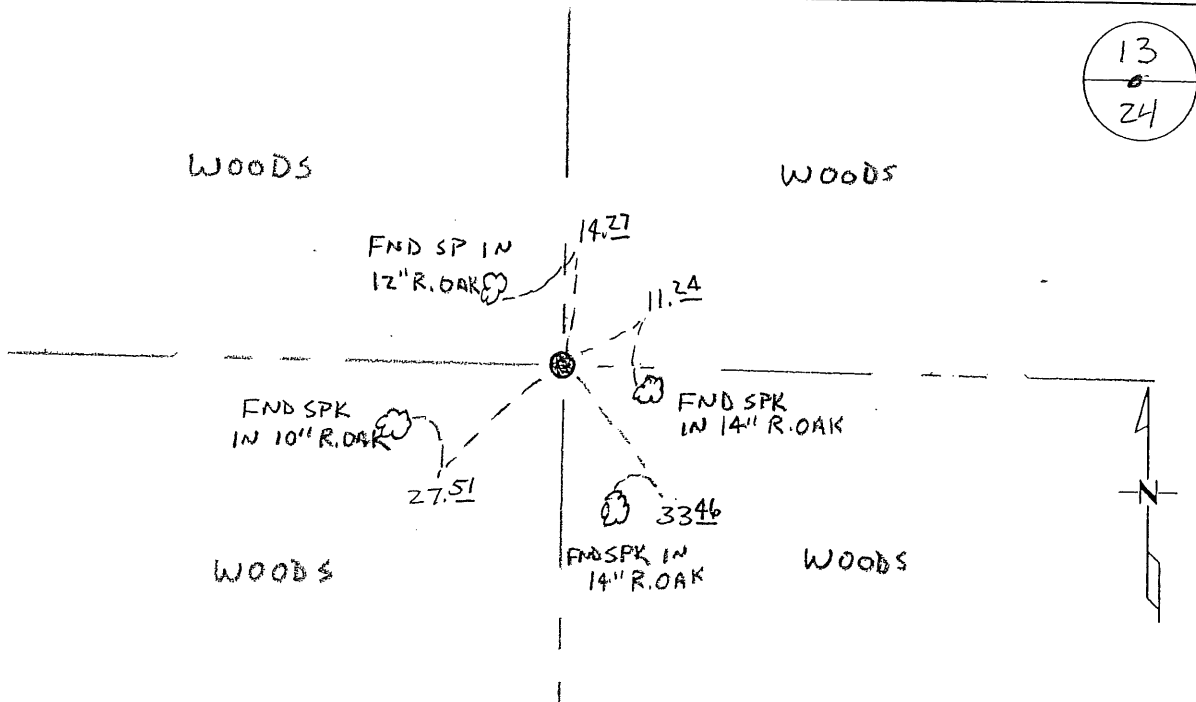 13
24
WOODS
WOODS
14.27
FND SP IN
12" R.OAK
11.24
FND SPK
IN 14" R.OAK
FND SPK
IN 10" R.OAK
27.51
33 46
FND SPK IN
14" R.OAK
N
WOODS
WOODS